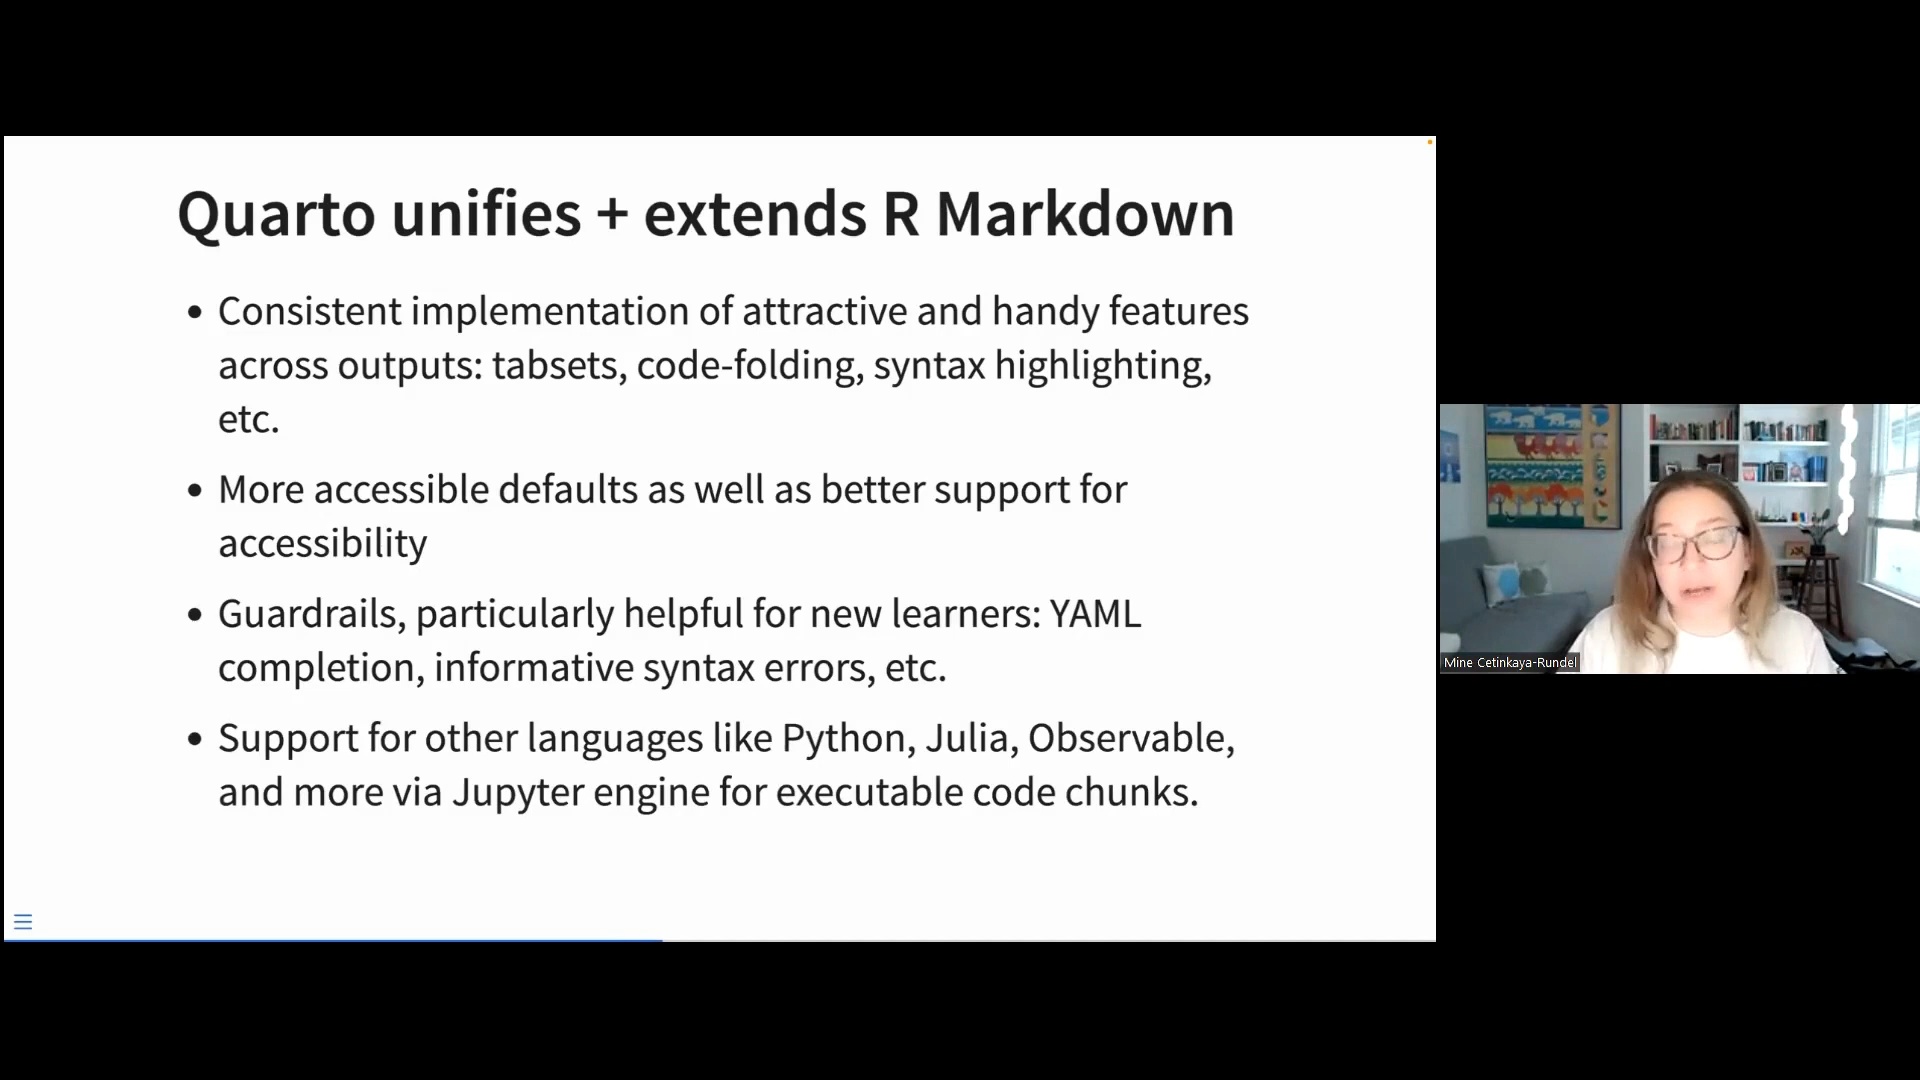 Quarto unifies + extends R Markdown
• Consistent implementation of attractive and handy features
across outputs: tabsets, code-folding, syntax highlighting,
etc.
• More accessible defaults as well as better support for
accessibility
• Guardrails, particularly helpful for new learners: YAML
completion, informative syntax errors, etc.
• Support for other languages like Python, Julia, Observable,
and more via Jupyter engine for executable code chunks.
Mine Cetinkaya-Rundel